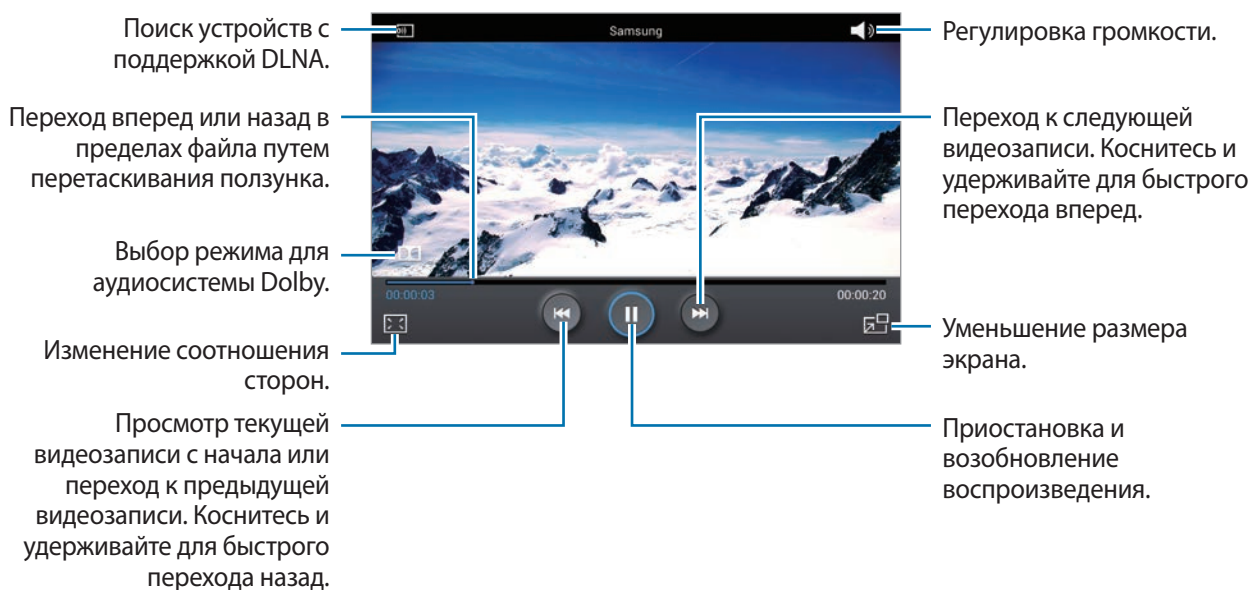 Поиск устройств с
поддержкой DLNA.
Переход вперед или назад в
пределах файла путем
перетаскивания ползунка.
Выбор режима для
аудиосистемы Dolby.
Изменение соотношения
сторон.
Просмотр текущей
видеозаписи с начала или
переход к предыдущей
видеозаписи. Коснитесь и
удерживайте для быстрого
перехода назад.
Samsung
00:00:03
00:00:20
Регулировка громкости.
Переход к следующей
видеозаписи. Коснитесь и
удерживайте для быстрого
перехода вперед.
Уменьшение размера
экрана.
Приостановка и
возобновление
воспроизведения.